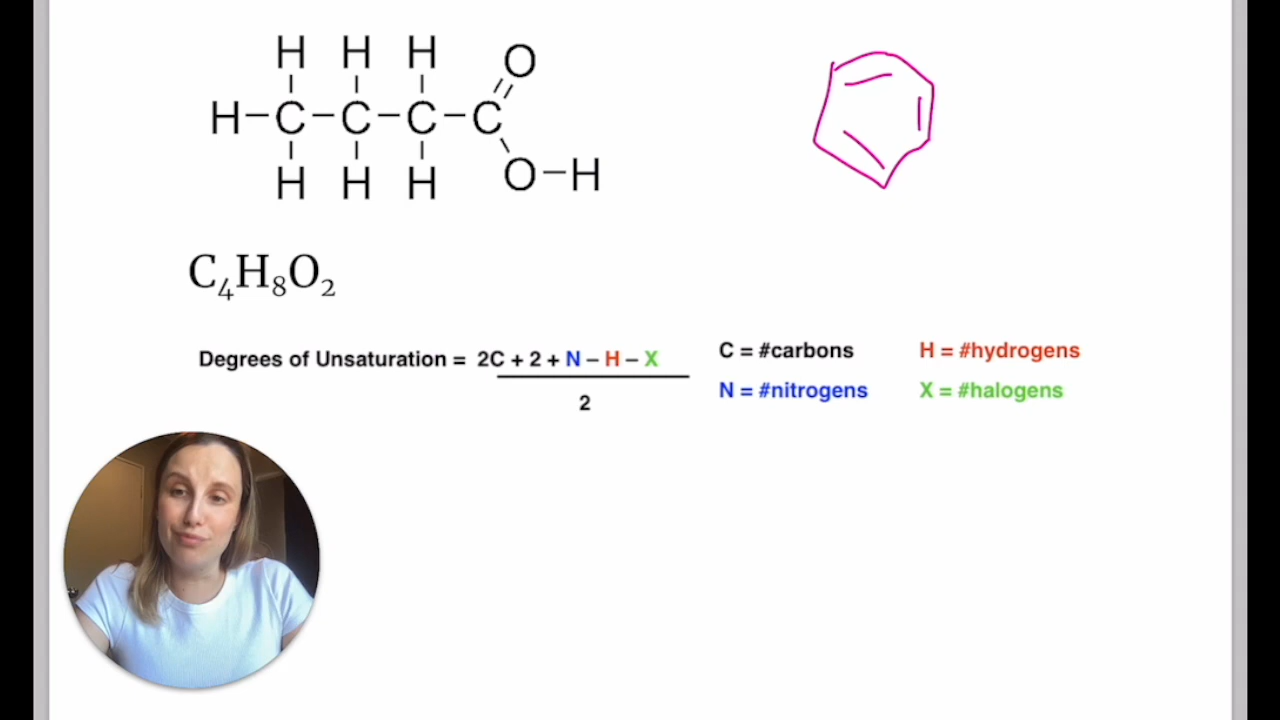 H H H O
H–C–C–C–C
H H H O–H
C₄H₈O₂
Degrees of Unsaturation = 2C + 2 + N – H – X
2
C = #carbons H = #hydrogens
N = #nitrogens X = #halogens